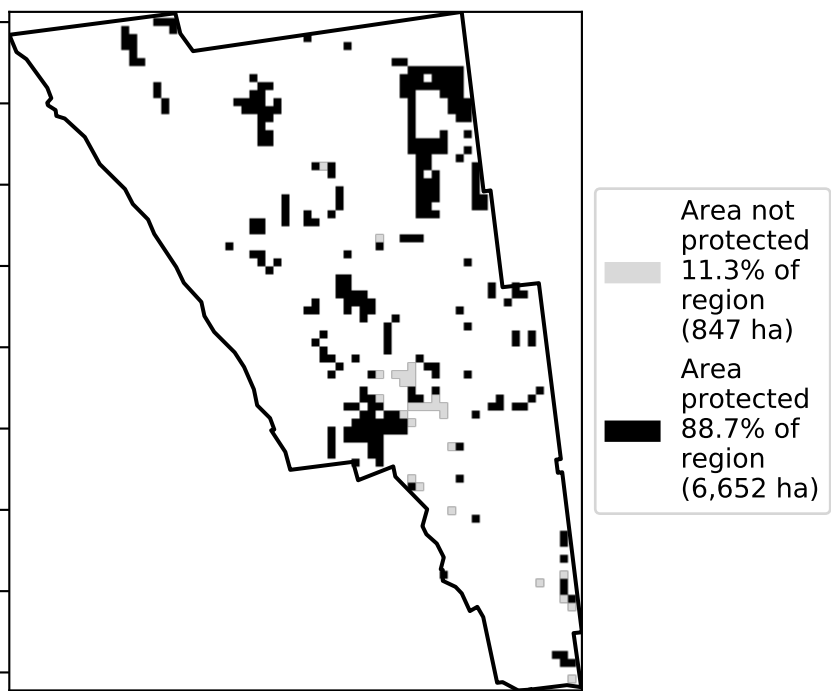 Area not
protected
11.3% of
region
(847 ha)
Area
protected
88.7% of
region
(6,652 ha)